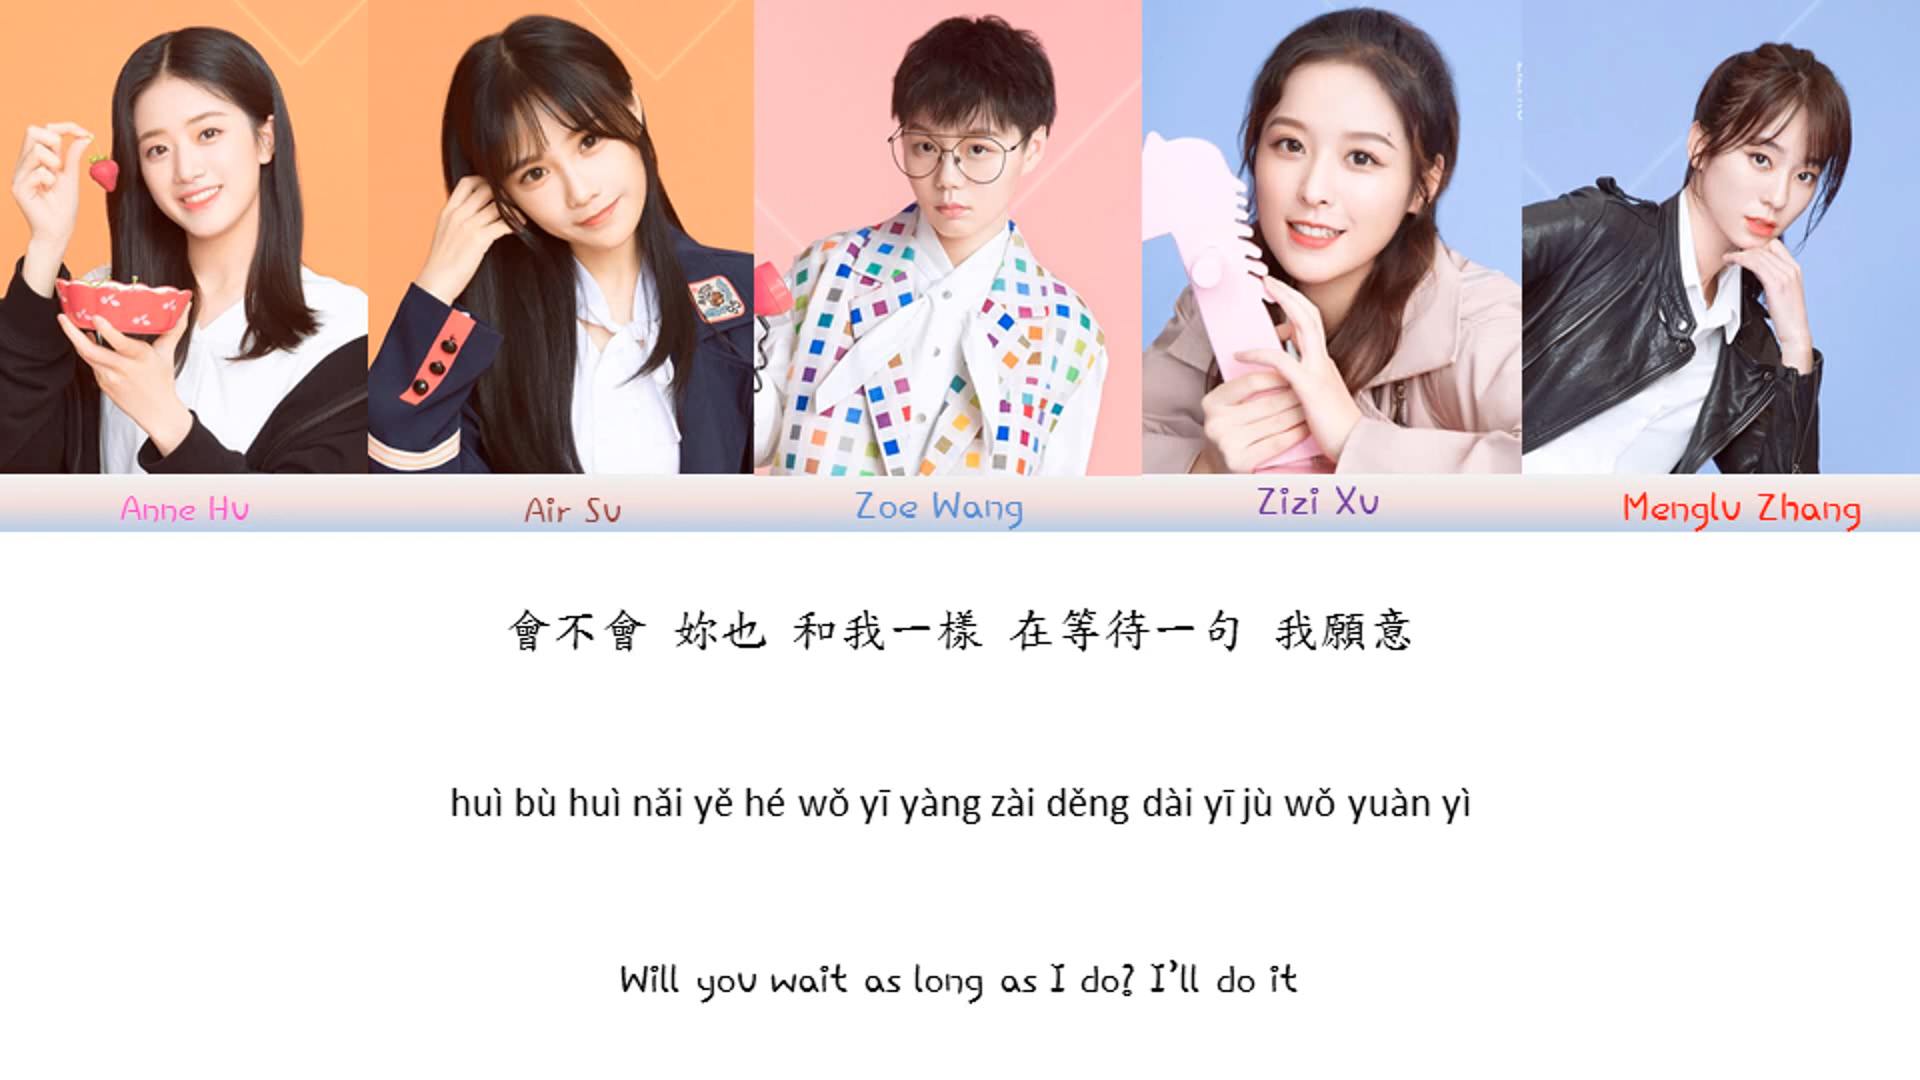 Anne Hu
Air Su
Zoe Wang
Zizi Xu
Menglu Zhang
會不會 妳也 和我一樣 在等待一句 我願意
huì bù huì nǎi yě hé wǒ yī yàng zài děng dài yī jù wǒ yuàn yì
Will you wait as long as I do? I'll do it